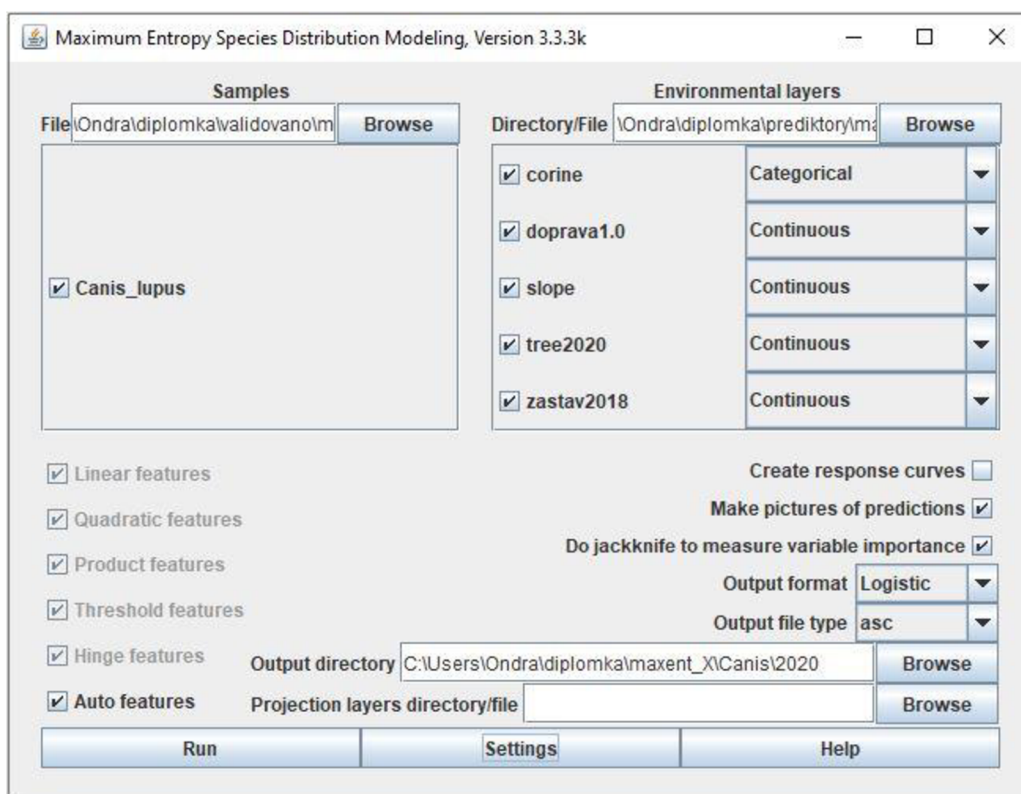 Maximum Entropy Species Distribution Modeling, Version 3.3.3k
Samples
File \Ondra\diplomka\validovano\m Browse
Canis_lupus
Environmental layers
Directory/File \Ondra\diplomka\prediktory\ma Browse
corine Categorical
doprava1.0 Continuous
slope Continuous
tree2020 Continuous
zastav2018 Continuous
Linear features
Quadratic features
Product features
Threshold features
Hinge features
Auto features
Create response curves
Make pictures of predictions
Do jackknife to measure variable importance
Output format Logistic
Output file type asc
Output directory C:\Users\Ondra\diplomka\maxent_X\Canis\2020 Browse
Projection layers directory/file Browse
Run Settings Help